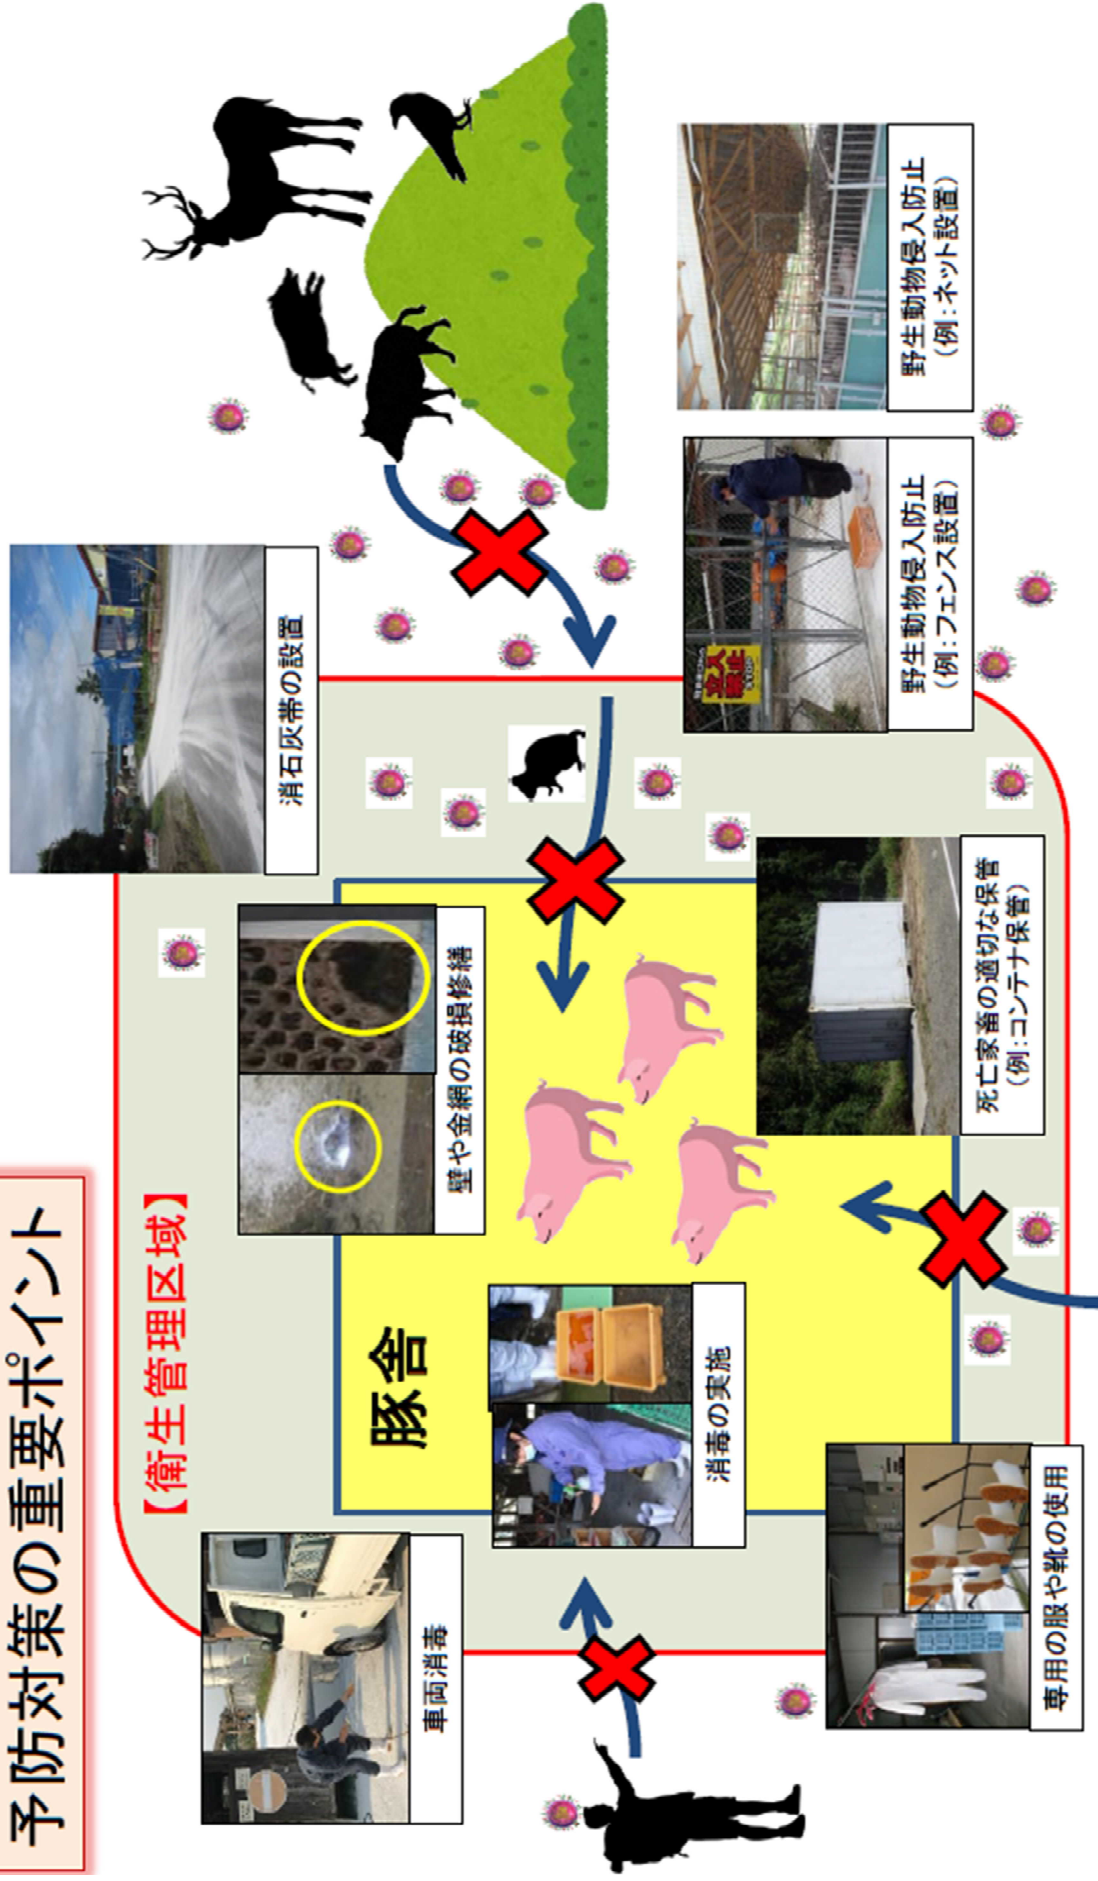 予防対策の重要ポイント
【衛生管理区域】
消石灰帯の設置
車両消毒
壁や金網の破損修繕
豚舎
消毒の実施
立入
禁止
野生動物侵入防止
（例：フェンス設置）
野生動物侵入防止
（例：ネット設置）
死亡家畜の適切な保管
（例：コンテナ保管）
専用の服や靴の使用